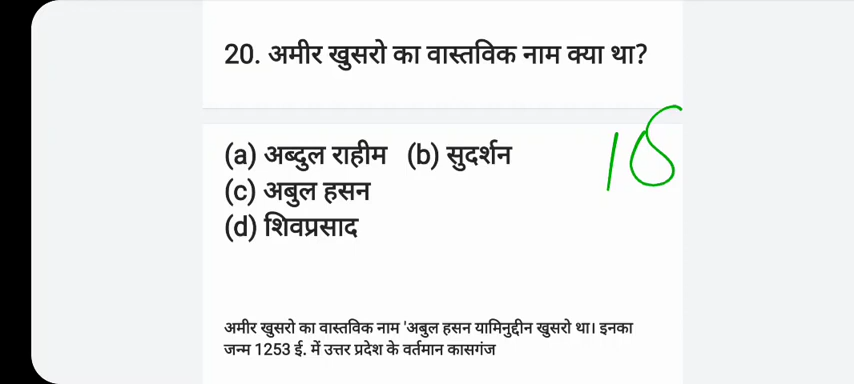 20. अमीर खुसरो का वास्तविक नाम क्या था?
(a) अब्दुल राहीम (b) सुदर्शन
(c) अबुल हसन
(d) शिवप्रसाद
अमीर खुसरो का वास्तविक नाम 'अबुल हसन यामिनुद्दीन खुसरो था। इनका
जन्म 1253 ई. में उत्तर प्रदेश के वर्तमान कासगंज